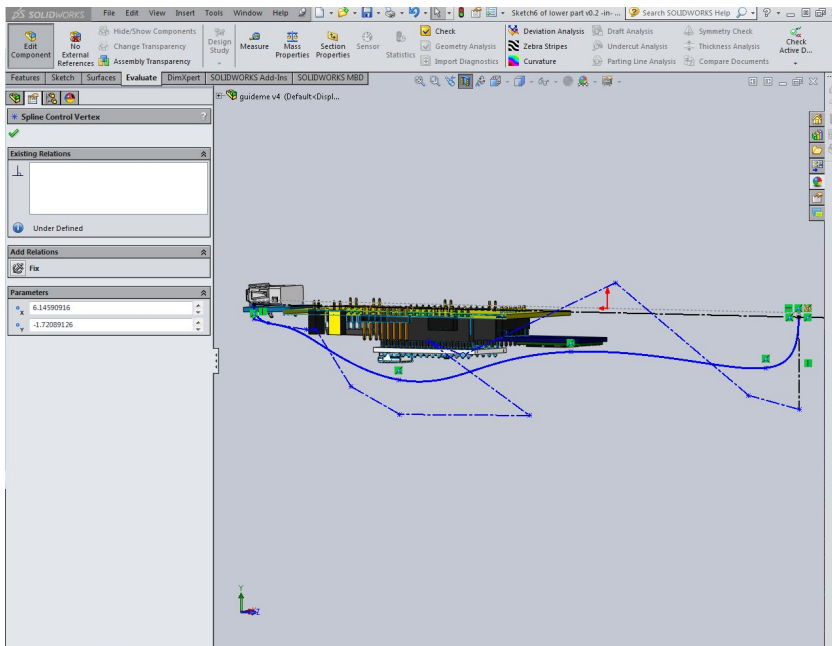 SOLIDWORKS File Edit View Insert Tools Window Help Sketch6 of lower part v0.2 -in-... Search SOLIDWORKS Help
Edit Component
No External References
Hide/Show Components
Change Transparency
Assembly Transparency
Design Study
Measure
Mass Properties
Section Properties
Sensor
Statistics
Check
Geometry Analysis
Import Diagnostics
Deviation Analysis
Zebra Stripes
Curvature
Draft Analysis
Undercut Analysis
Parting Line Analysis
Symmetry Check
Thickness Analysis
Compare Documents
Check Active D...
Features Sketch Surfaces Evaluate DimXpert SOLIDWORKS Add-Ins SOLIDWORKS MBD
guideme v4 (Default<Displ...
Spline Control Vertex ?
Existing Relations
Under Defined
Add Relations
Fix
Parameters
X 6.14590916
Y -1.72089126
Y
Z